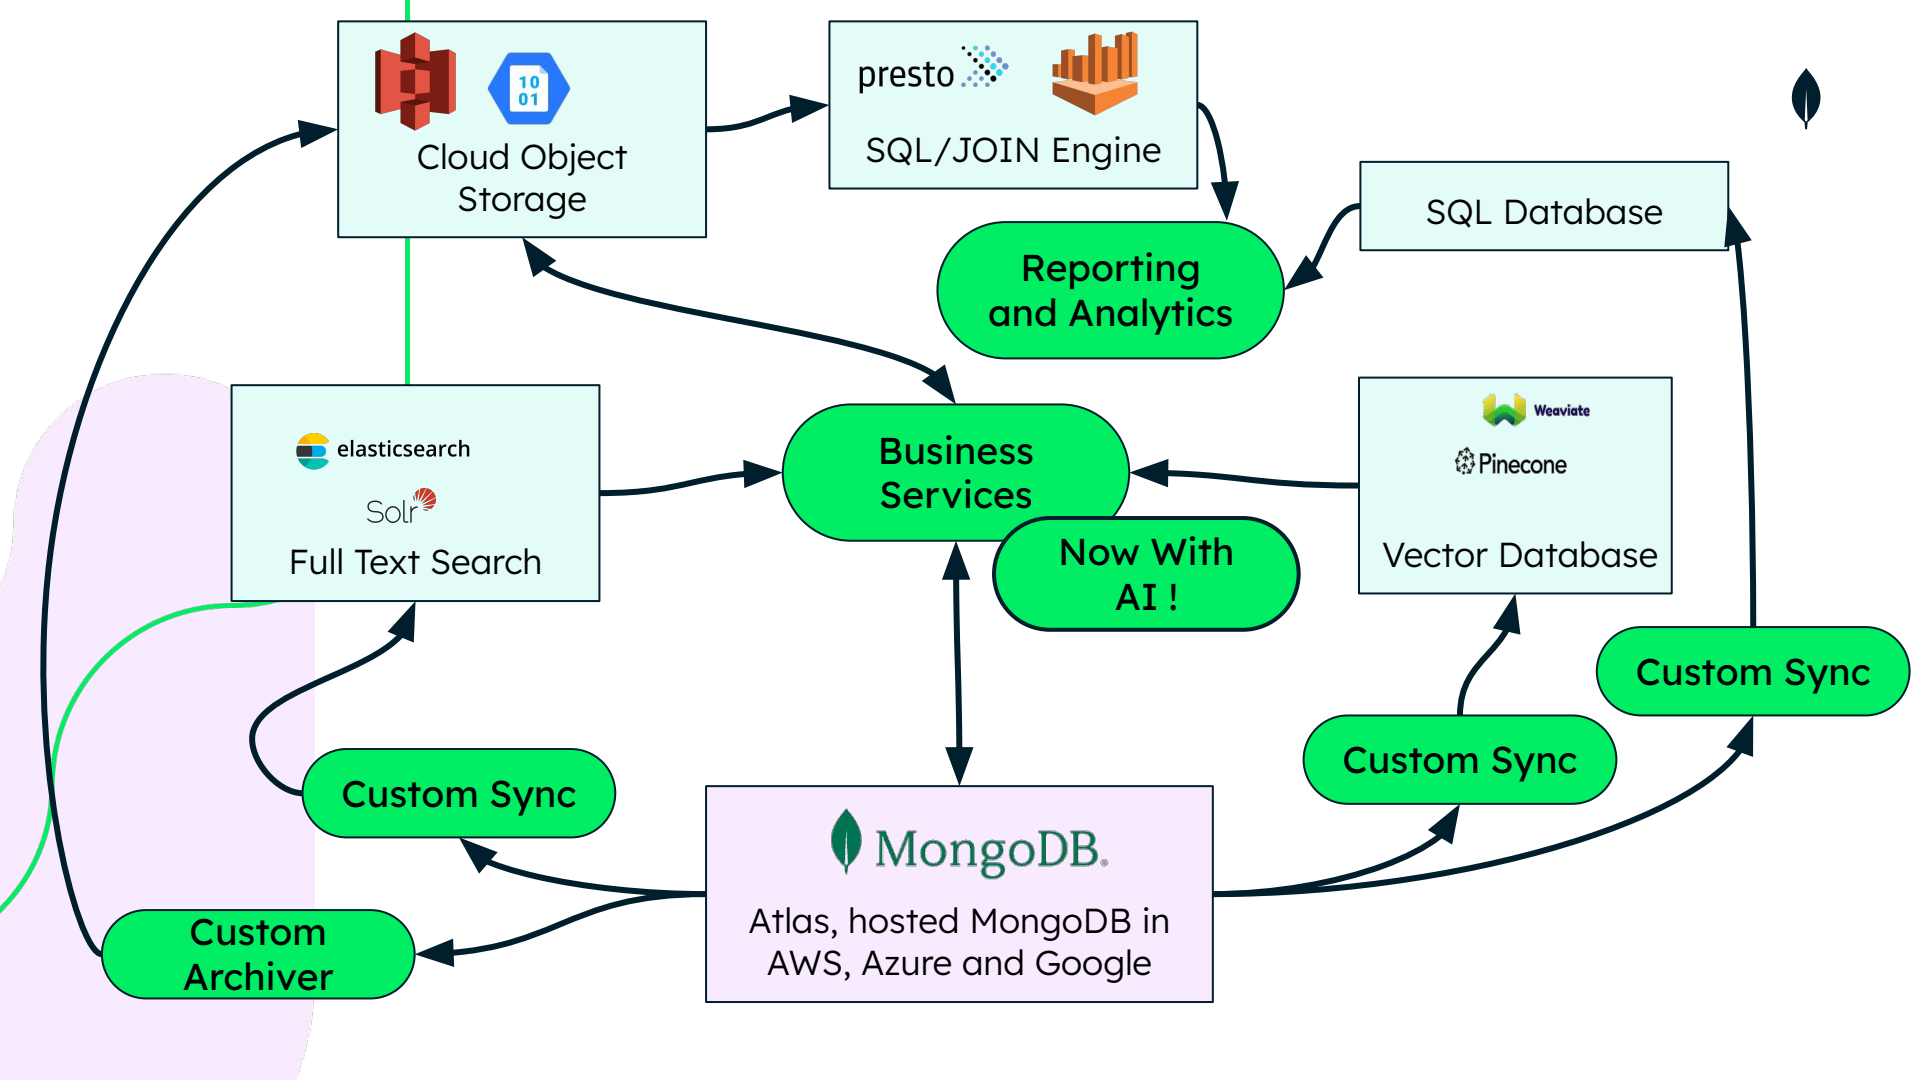 10
01
Cloud Object
Storage
presto
SQL/JOIN Engine
SQL Database
Reporting
and Analytics
elasticsearch
Solr
Full Text Search
Business
Services
Now With
AI !
Weaviate
Pinecone
Vector Database
Custom Sync
Custom Sync
Custom Sync
Custom
Archiver
MongoDB®
Atlas, hosted MongoDB in
AWS, Azure and Google